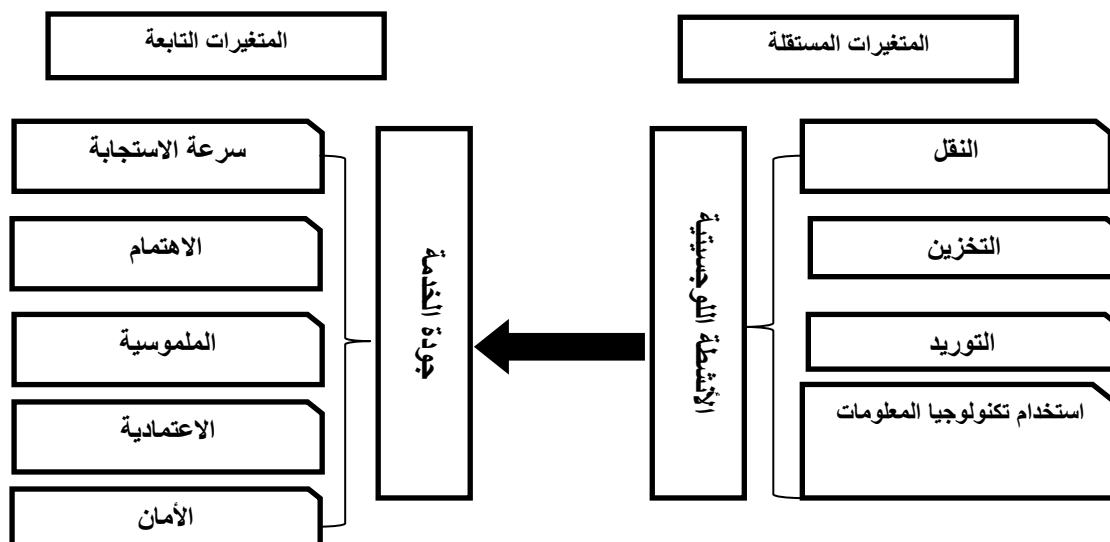 المتغيرات المستقلة
المتغيرات التابعة
النقل
التخزين
التوريد
استخدام تكنولوجيا المعلومات
الأنشطة اللوجستية
جودة الخدمة
سرعة الاستجابة
الاهتمام
الملموسية
الاعتمادية
الأمان